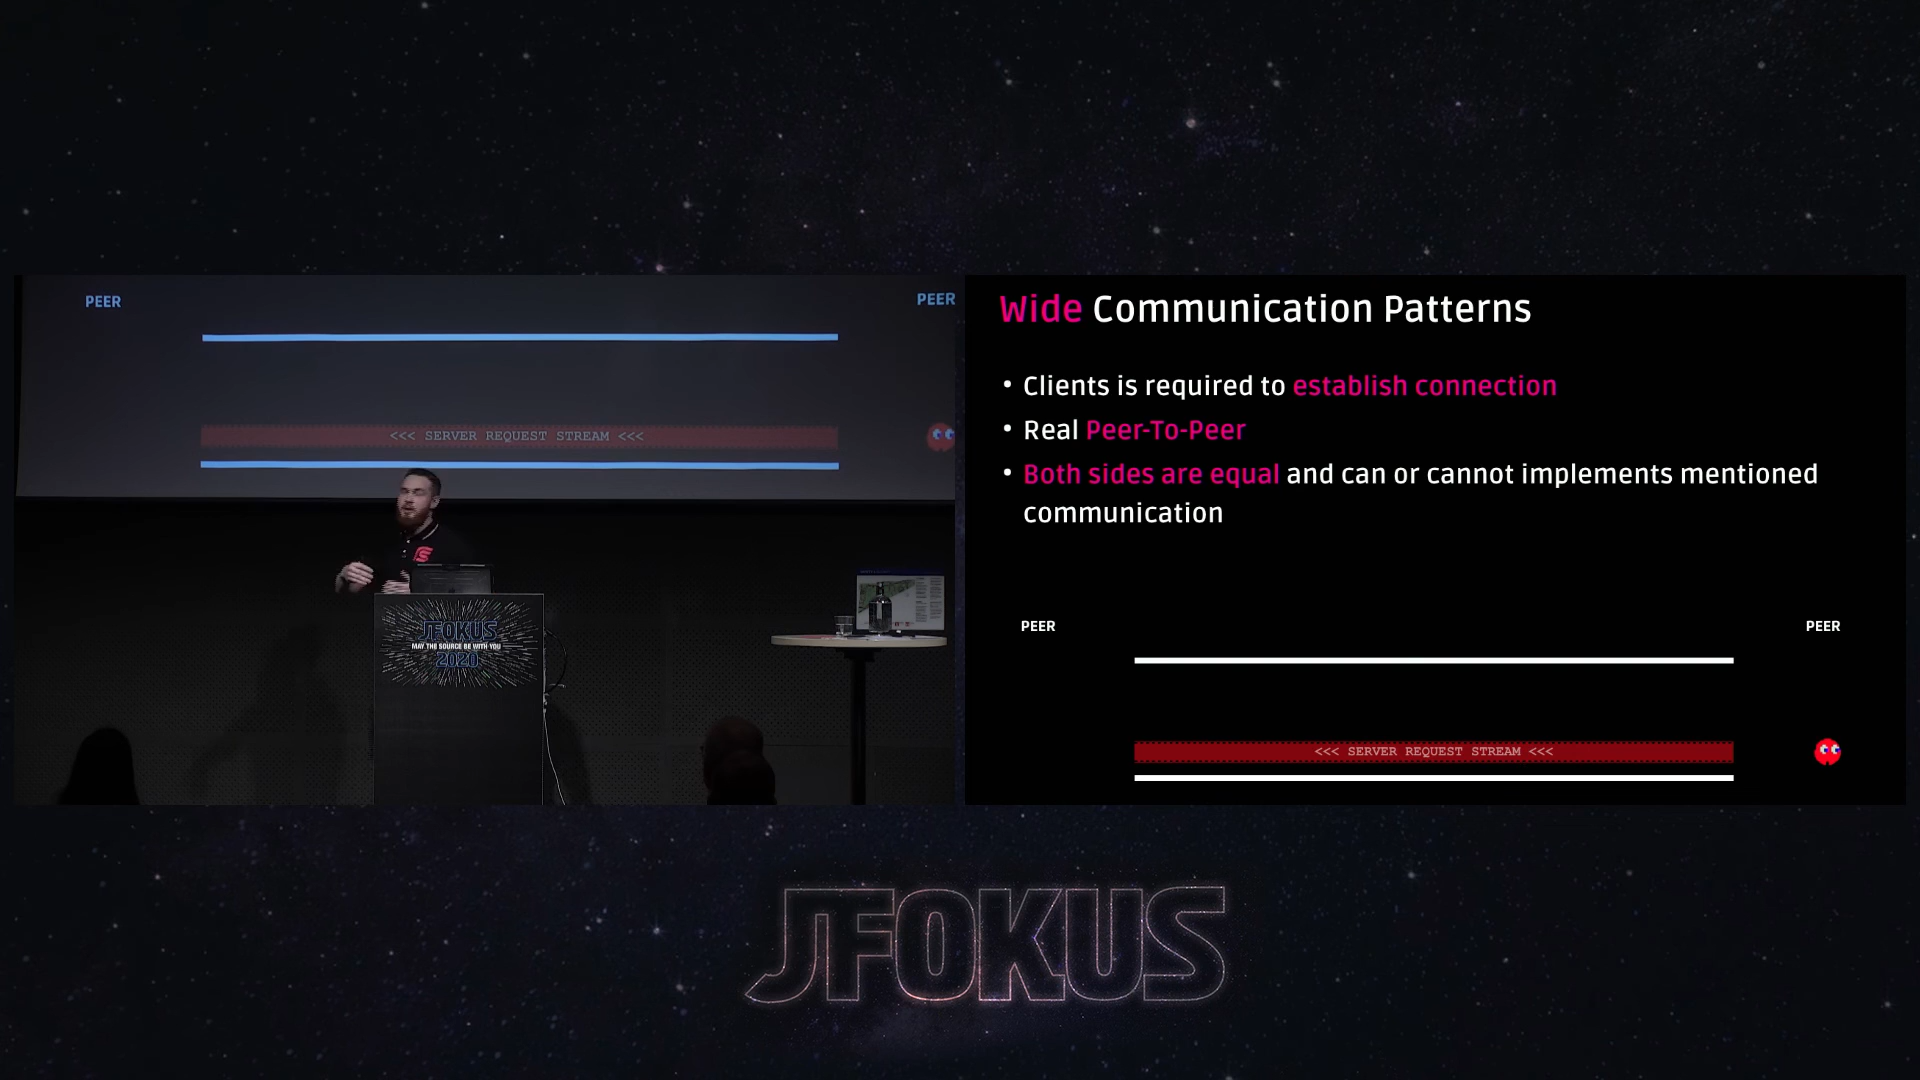 PEER PEER
<<< SERVER REQUEST STREAM <<<
JFOKUS
MAY THE SOURCE BE WITH YOU
2020
Wide Communication Patterns
• Clients is required to establish connection
• Real Peer-To-Peer
• Both sides are equal and can or cannot implements mentioned
communication
PEER PEER
<<< SERVER REQUEST STREAM <<<
JFOKUS